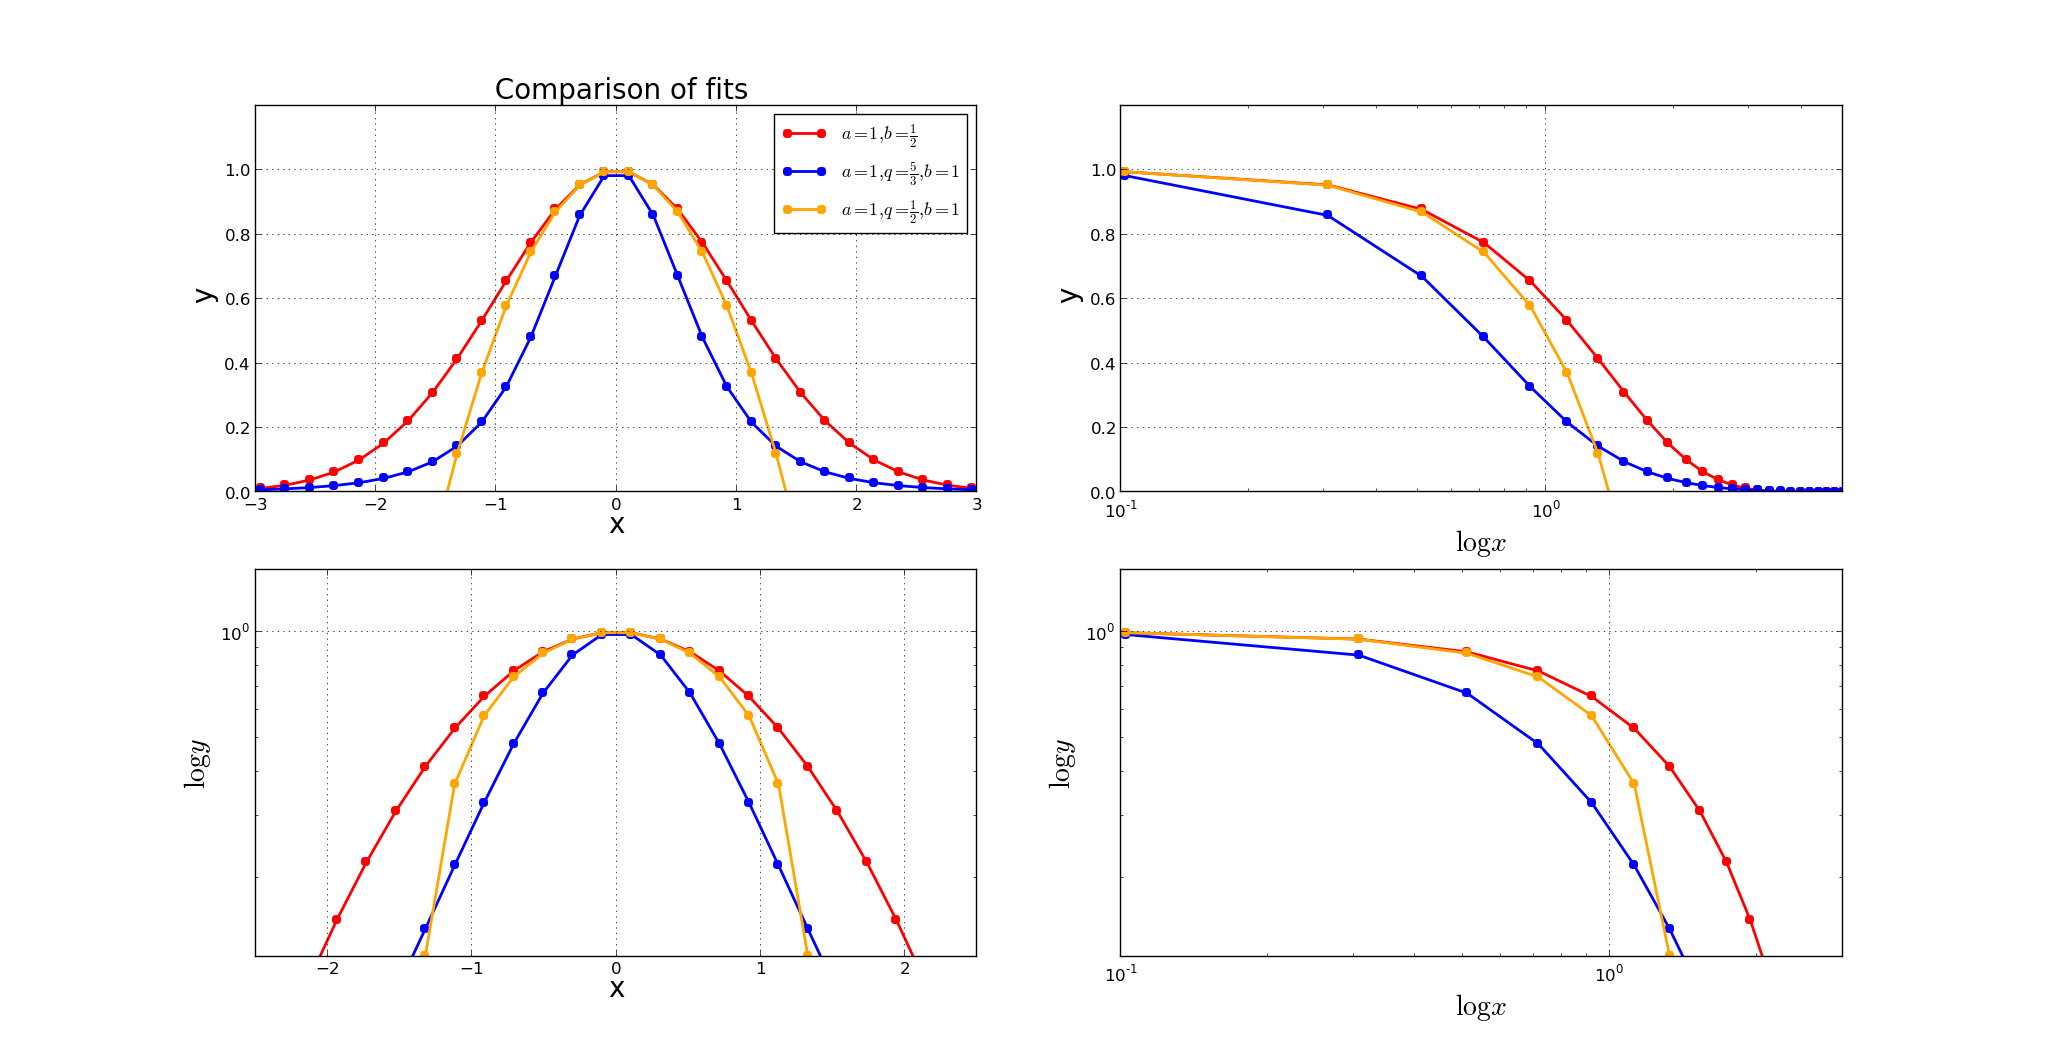 Comparison of fits
a=1,b=1/2
a=1,q=5/3,b=1
a=1,q=1/2,b=1
y
1.0
0.8
0.6
0.4
0.2
0.0
−3 −2 −1 0 1 2 3
x
y
1.0
0.8
0.6
0.4
0.2
0.0
10^-1 10^0
log x
log y
10^0
−2 −1 0 1 2
x
log y
10^0
10^-1 10^0
log x